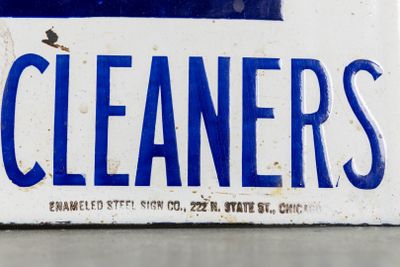 CLEANERS
ENAMELED STEEL SIGN CO., 222 N. STATE ST., CHICAGO